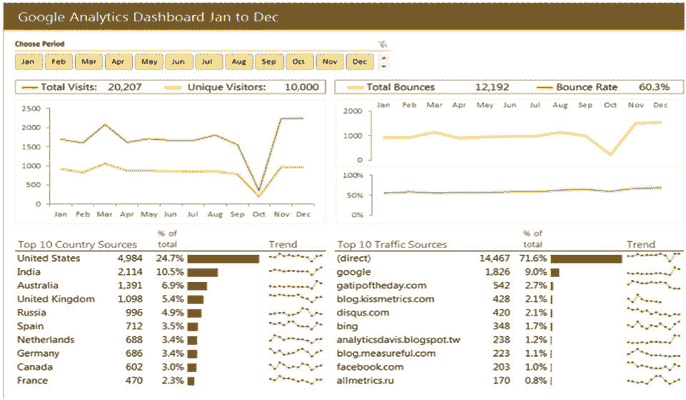 Google Analytics Dashboard Jan to Dec
Choose Period
Jan Feb Mar Apr May Jun Jul Aug Sep Oct Nov Dec
Total Visits: 20,207 Unique Visitors: 10,000
2500
2000
1500
1000
500
0
Jan Feb Mar Apr May Jun Jul Aug Sep Oct Nov Dec
Total Bounces 12,192 Bounce Rate 60.3%
Jan Feb Mar Apr May Jun Jul Aug Sep Oct Nov Dec
2000
1000
0
100%
50%
0%
Top 10 Country Sources % of total Trend
United States 4,984 24.7%
India 2,114 10.5%
Australia 1,391 6.9%
United Kingdom 1,098 5.4%
Russia 996 4.9%
Spain 712 3.5%
Netherlands 688 3.4%
Germany 686 3.4%
Canada 602 3.0%
France 470 2.3%
Top 10 Traffic Sources % of total Trend
(direct) 14,467 71.6%
google 1,826 9.0%
gatipoftheday.com 542 2.7%
blog.kissmetrics.com 428 2.1%
disqus.com 420 2.1%
bing 348 1.7%
analyticsdavis.blogspot.tw 238 1.2%
blog.measureful.com 223 1.1%
facebook.com 203 1.0%
allmetrics.ru 170 0.8%